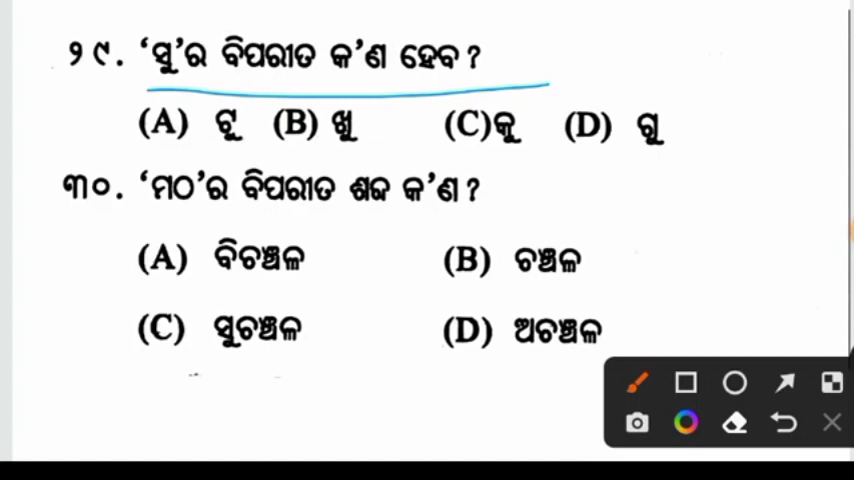 ୨୯. ‘ସୁ’ର ବିପରୀତ କ’ଣ ହେବ ?
(A) ଟୁ (B) ଖୁ (C) କୁ (D) ଗୁ
୩୦. ‘ମଠ’ର ବିପରୀତ ଶବ୍ଦ କ’ଣ ?
(A) ବିଚଞ୍ଚଳ (B) ଚଞ୍ଚଳ
(C) ସୁଚଞ୍ଚଳ (D) ଅଚଞ୍ଚଳ